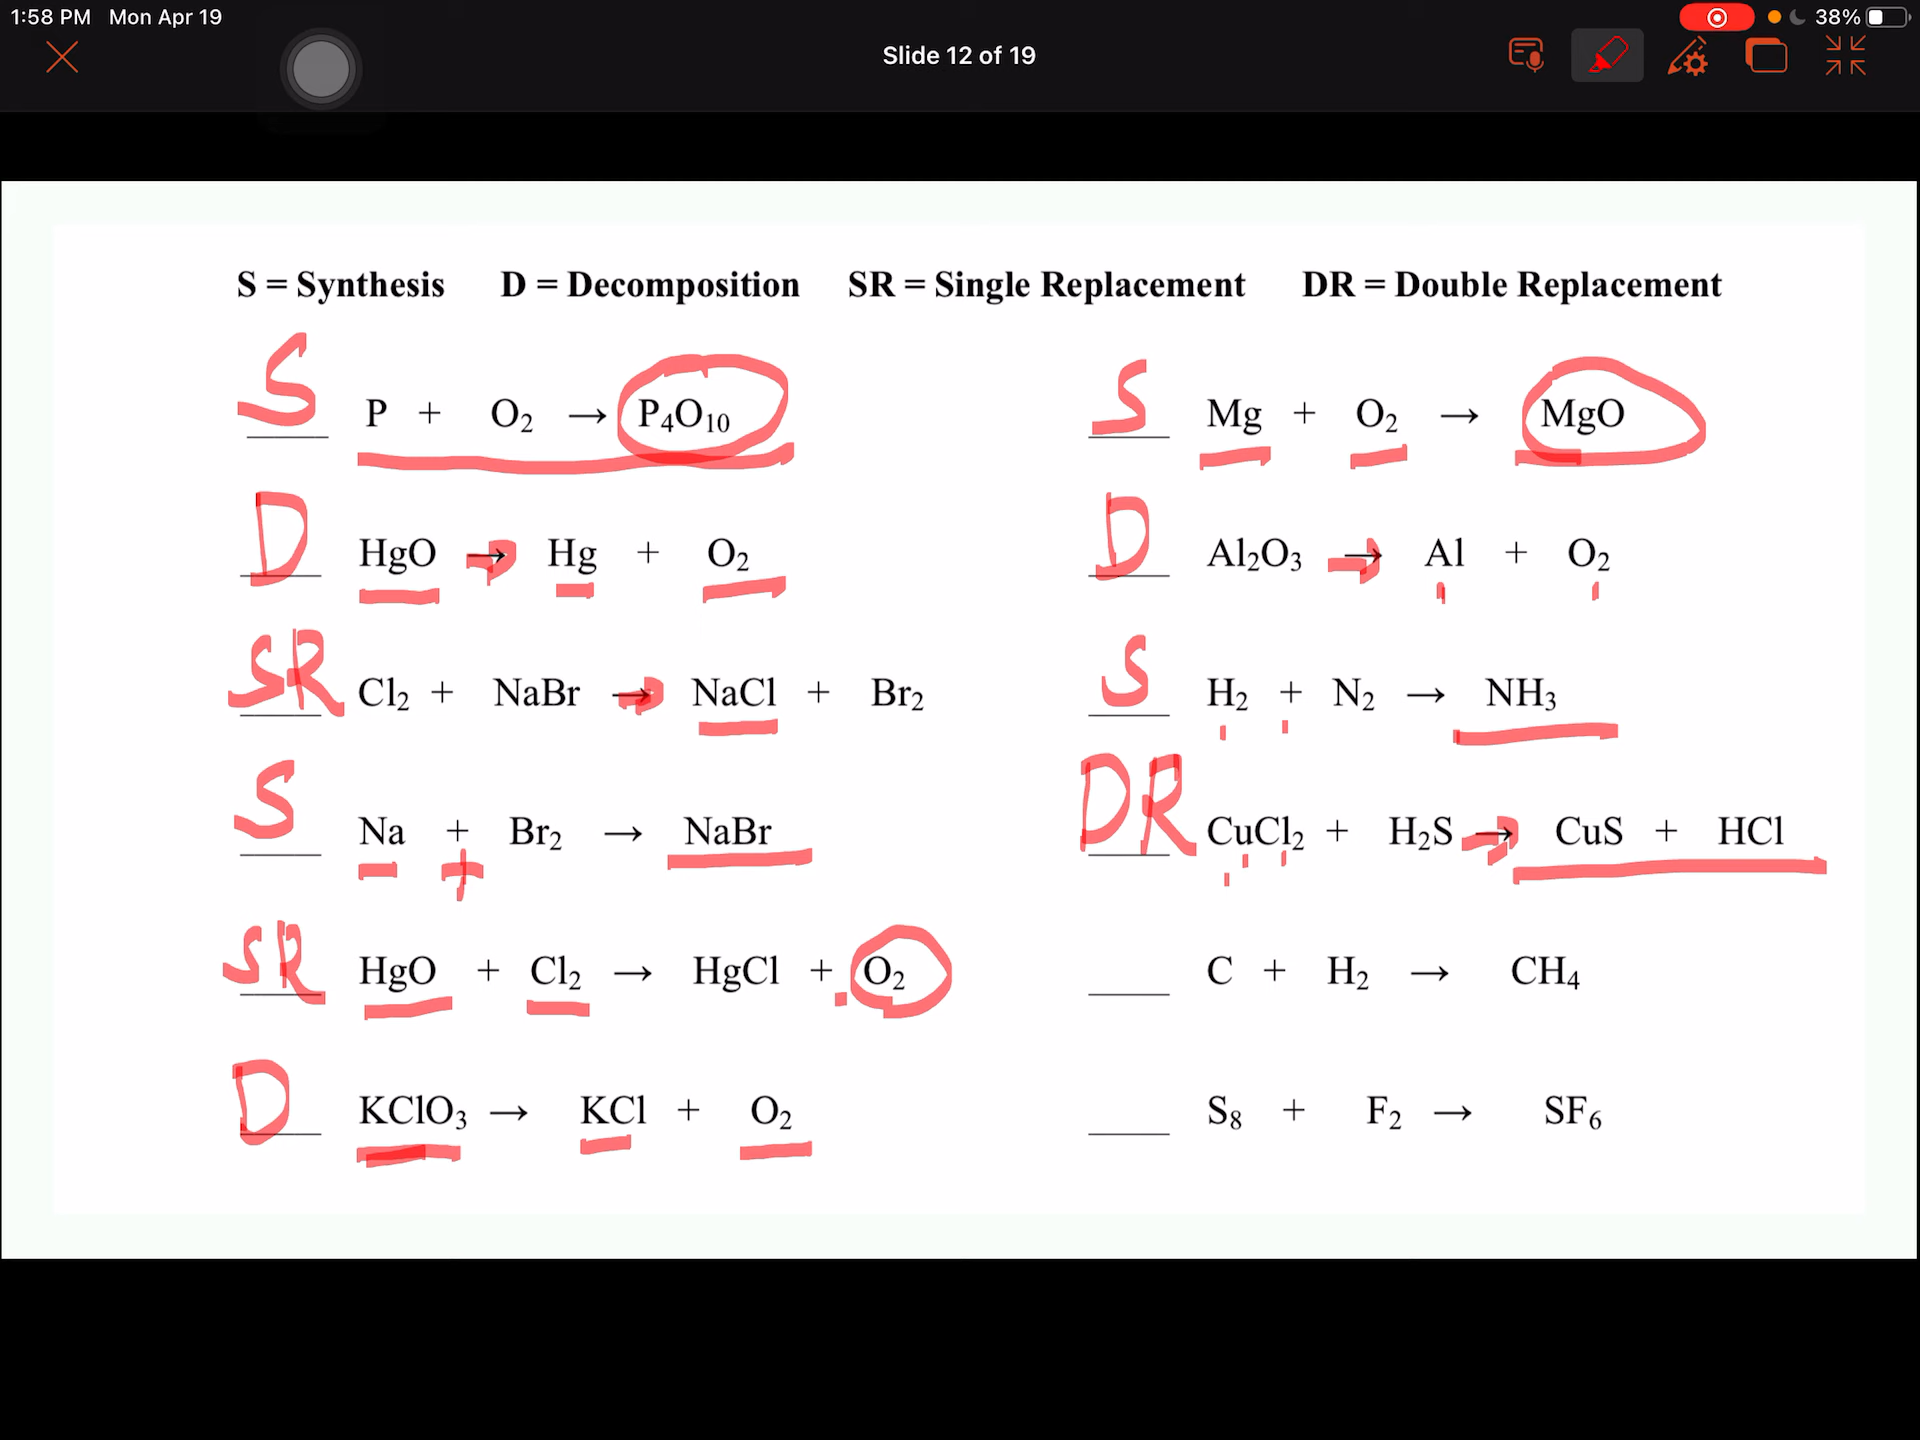 1:58 PM Mon Apr 19
38%
Slide 12 of 19
S = Synthesis D = Decomposition SR = Single Replacement DR = Double Replacement
S P + O₂ → P₄O₁₀
D HgO → Hg + O₂
SR Cl₂ + NaBr → NaCl + Br₂
S Na + Br₂ → NaBr
SR HgO + Cl₂ → HgCl + O₂
D KClO₃ → KCl + O₂
S Mg + O₂ → MgO
D Al₂O₃ → Al + O₂
S H₂ + N₂ → NH₃
DR CuCl₂ + H₂S → CuS + HCl
____ C + H₂ → CH₄
____ S₈ + F₂ → SF₆